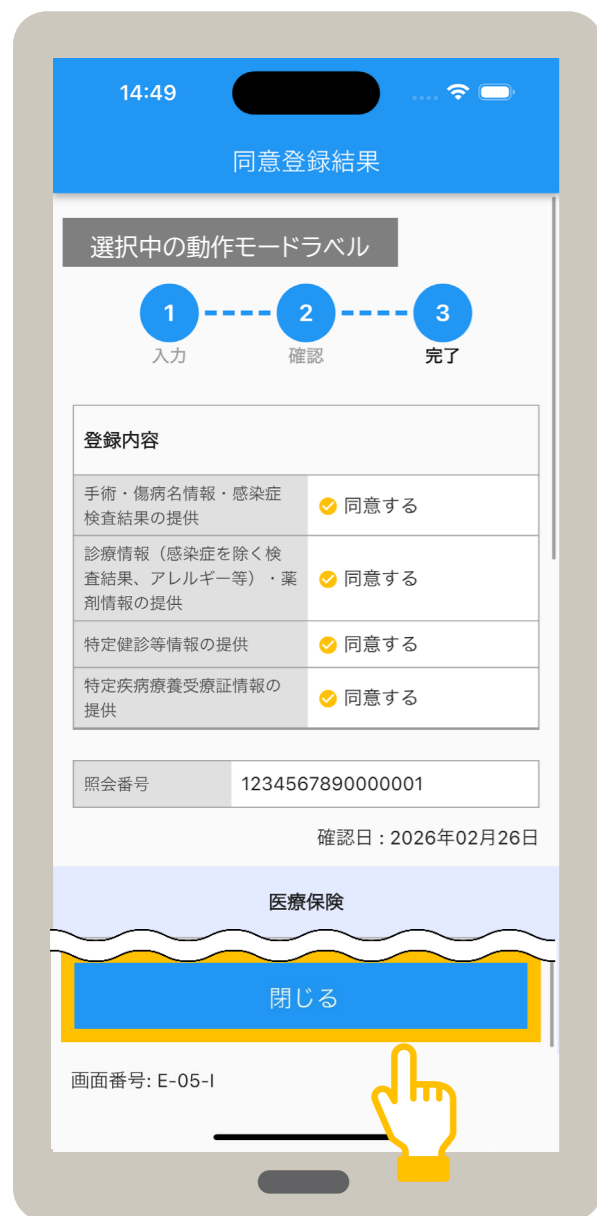 14:49
同意登録結果
選択中の動作モードラベル
1 2 3
入力 確認 完了
登録内容
手術・傷病名情報・感染症
検査結果の提供
同意する
診療情報（感染症を除く検
査結果、アレルギー等）・薬
剤情報の提供
同意する
特定健診等情報の提供
同意する
特定疾病療養受療証情報の
提供
同意する
照会番号 1234567890000001
確認日：2026年02月26日
医療保険
閉じる
画面番号: E-05-I